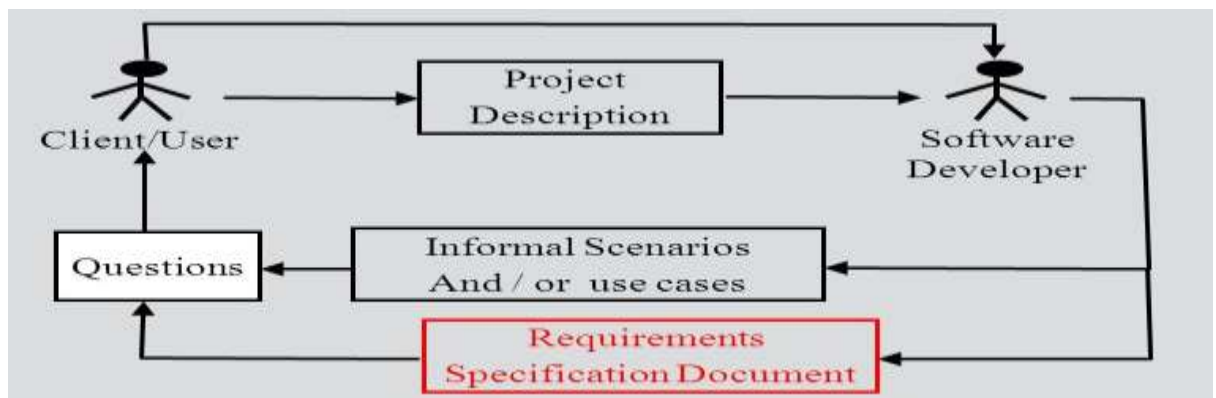 Project
Description
Client/User
Software
Developer
Questions
Informal Scenarios
And / or use cases
Requirements
Specification Document